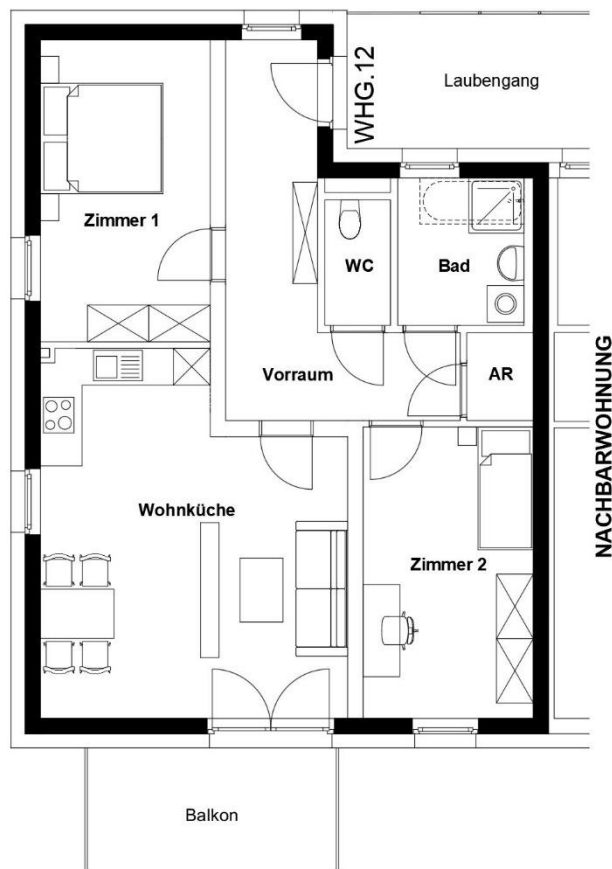 Laubengang
WHG.12
Zimmer 1
WC
Bad
Vorraum
AR
NACHBARWOHNUNG
Wohnküche
Zimmer 2
Balkon